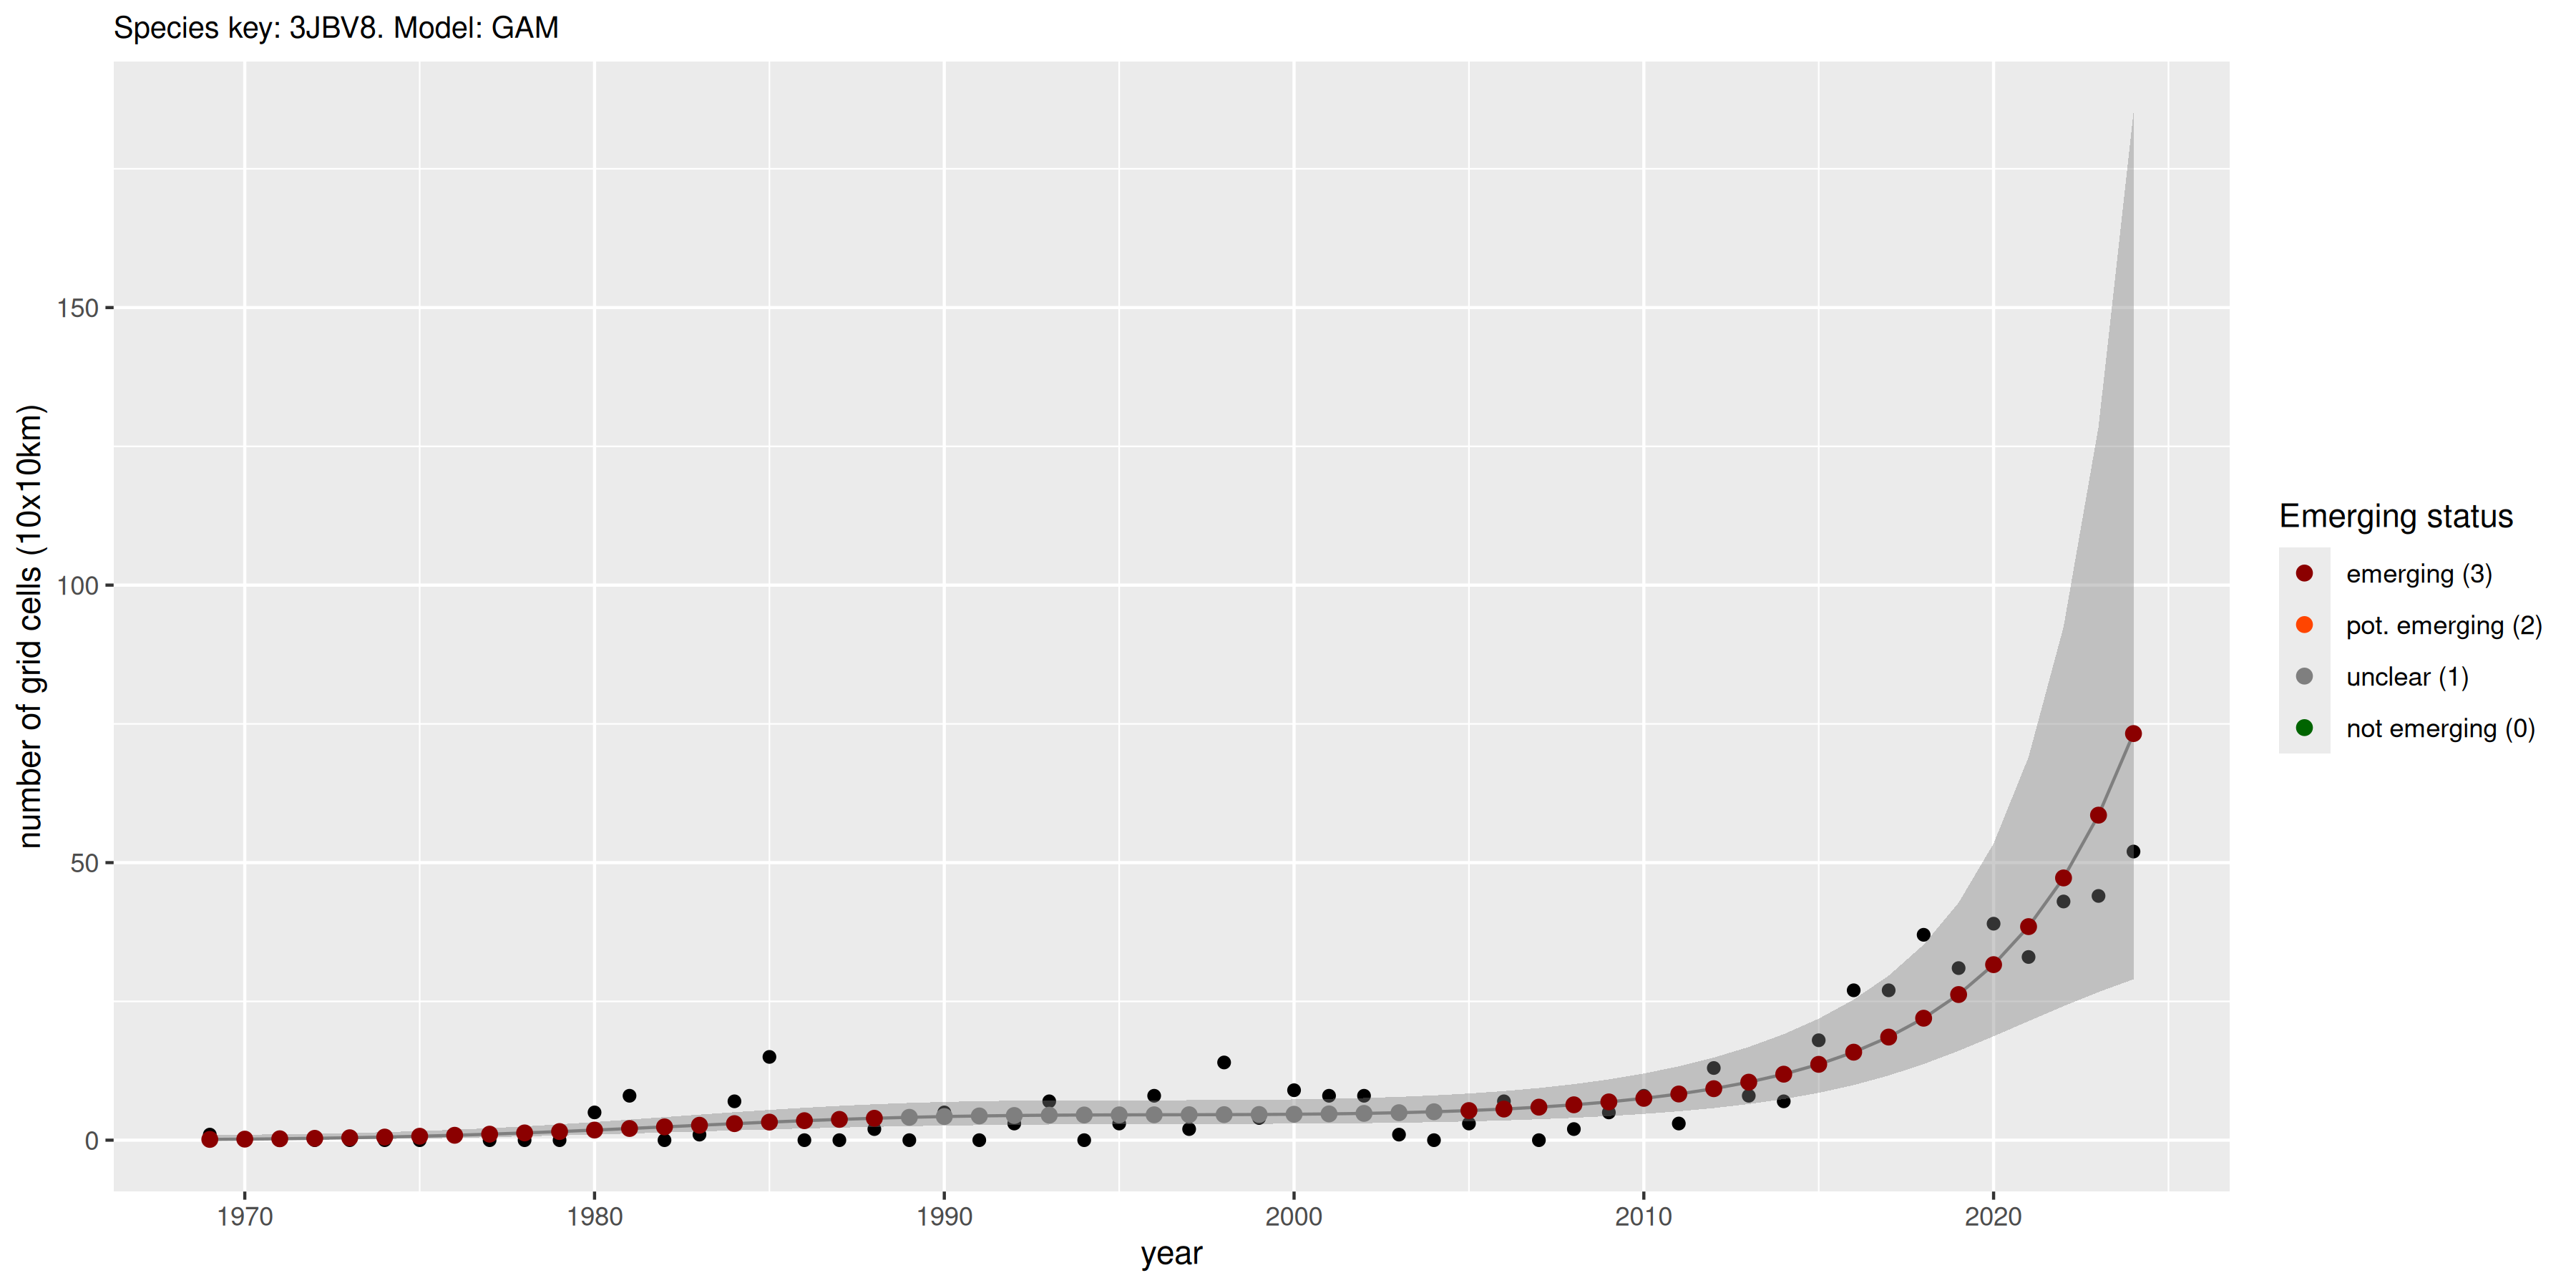 Species key: 3JBV8. Model: GAM
number of grid cells (10x10km)
150
100
50
0
1970 1980 1990 2000 2010 2020
year
Emerging status
emerging (3)
pot. emerging (2)
unclear (1)
not emerging (0)